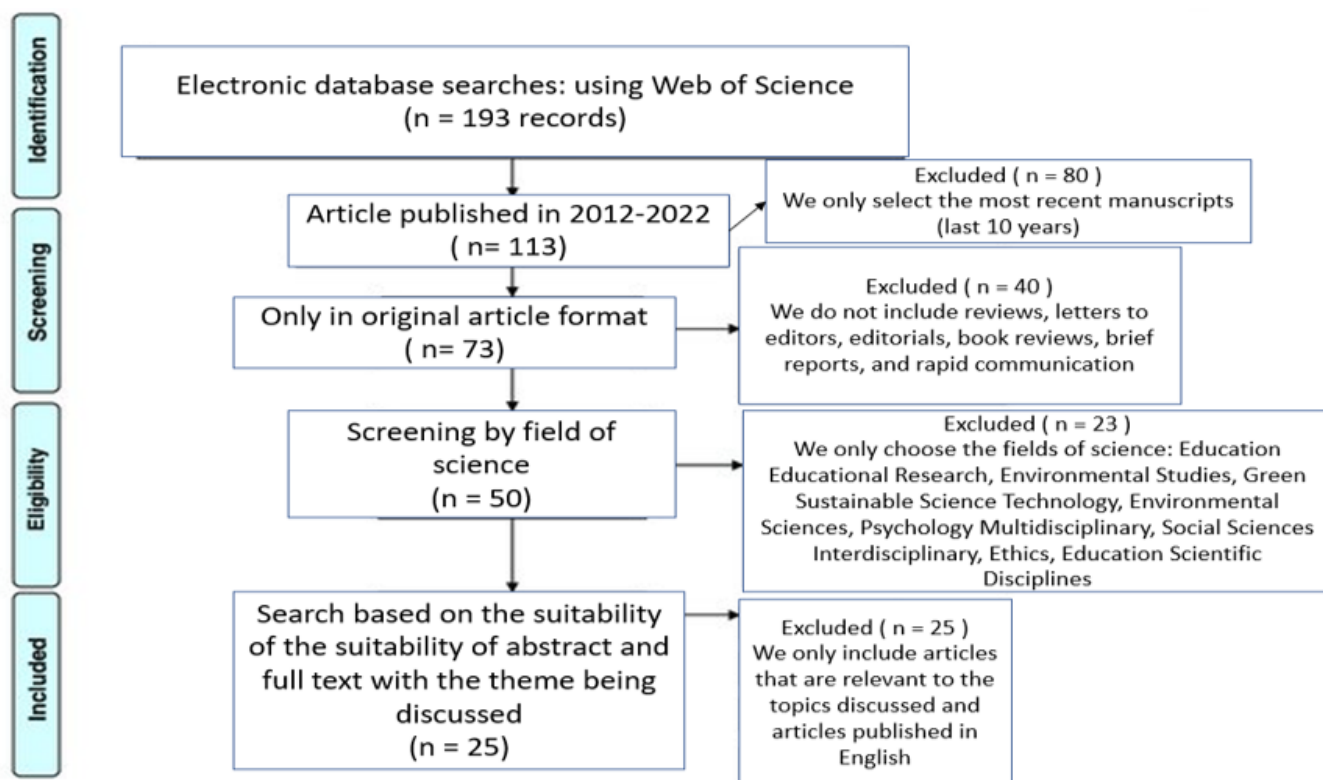 Identification
Electronic database searches: using Web of Science
(n = 193 records)
Excluded ( n = 80 )
We only select the most recent manuscripts
(last 10 years)
Screening
Article published in 2012-2022
( n= 113)
Excluded ( n = 40 )
We do not include reviews, letters to
editors, editorials, book reviews, brief
reports, and rapid communication
Only in original article format
( n= 73)
Eligibility
Screening by field of
science
(n = 50)
Excluded ( n = 23 )
We only choose the fields of science: Education
Educational Research, Environmental Studies, Green
Sustainable Science Technology, Environmental
Sciences, Psychology Multidisciplinary, Social Sciences
Interdisciplinary, Ethics, Education Scientific
Disciplines
Included
Search based on the suitability
of the suitability of abstract and
full text with the theme being
discussed
(n = 25)
Excluded ( n = 25 )
We only include articles
that are relevant to the
topics discussed and
articles published in
English